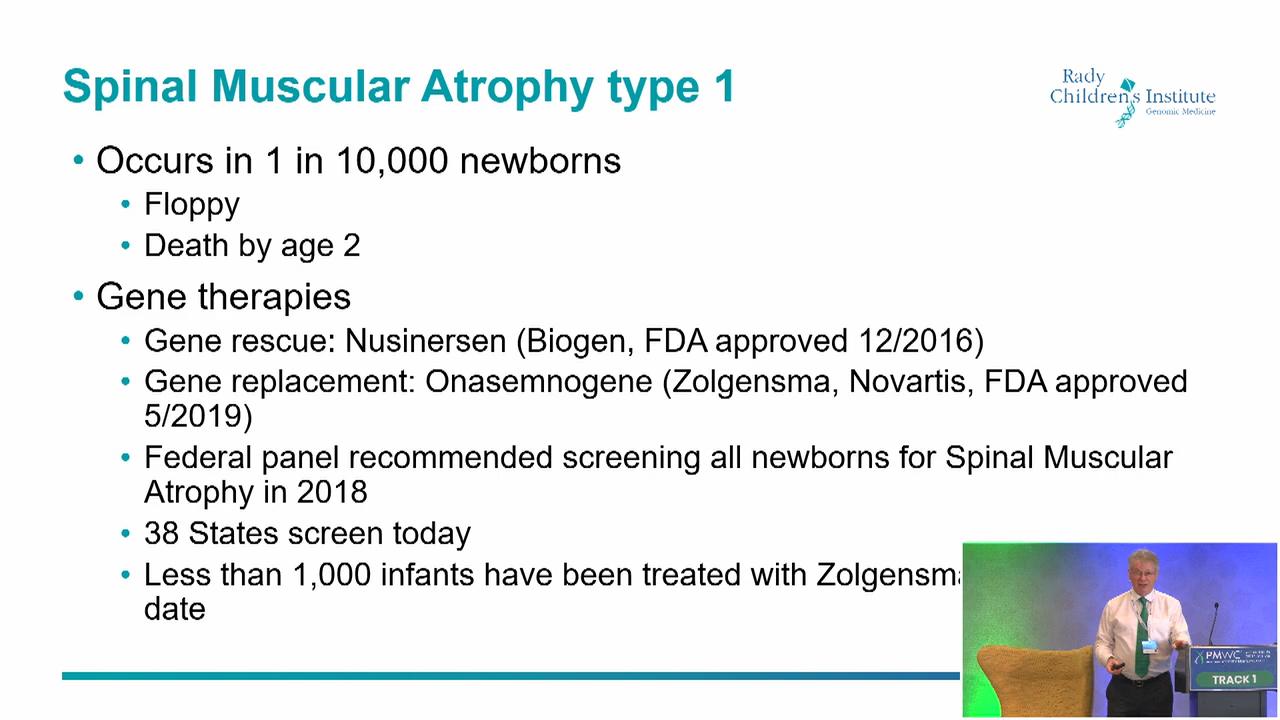 Spinal Muscular Atrophy type 1
Rady
Children's Institute
Genomic Medicine
• Occurs in 1 in 10,000 newborns
• Floppy
• Death by age 2
• Gene therapies
• Gene rescue: Nusinersen (Biogen, FDA approved 12/2016)
• Gene replacement: Onasemnogene (Zolgensma, Novartis, FDA approved
5/2019)
• Federal panel recommended screening all newborns for Spinal Muscular
Atrophy in 2018
• 38 States screen today
• Less than 1,000 infants have been treated with Zolgensma
date
PMWC
TRACK 1